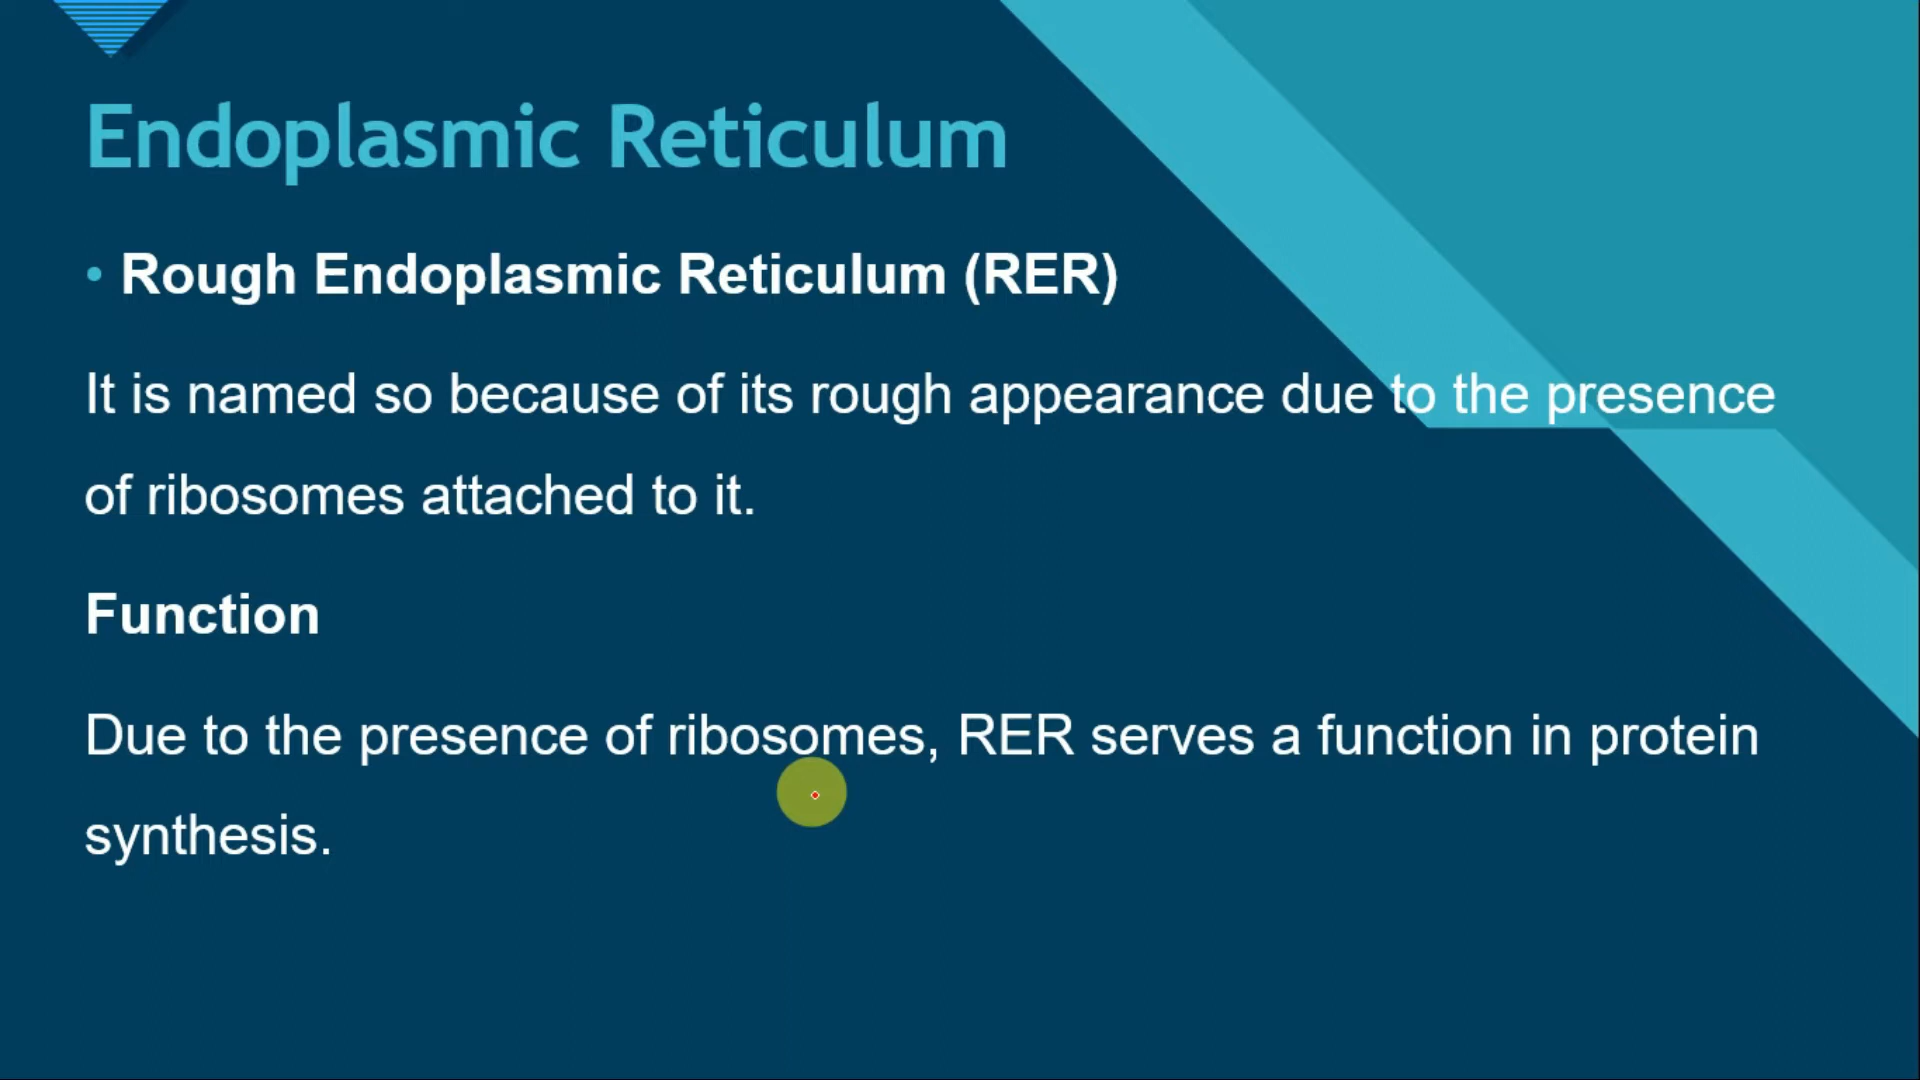 Endoplasmic Reticulum
• Rough Endoplasmic Reticulum (RER)
It is named so because of its rough appearance due to the presence
of ribosomes attached to it.
Function
Due to the presence of ribosomes, RER serves a function in protein
synthesis.